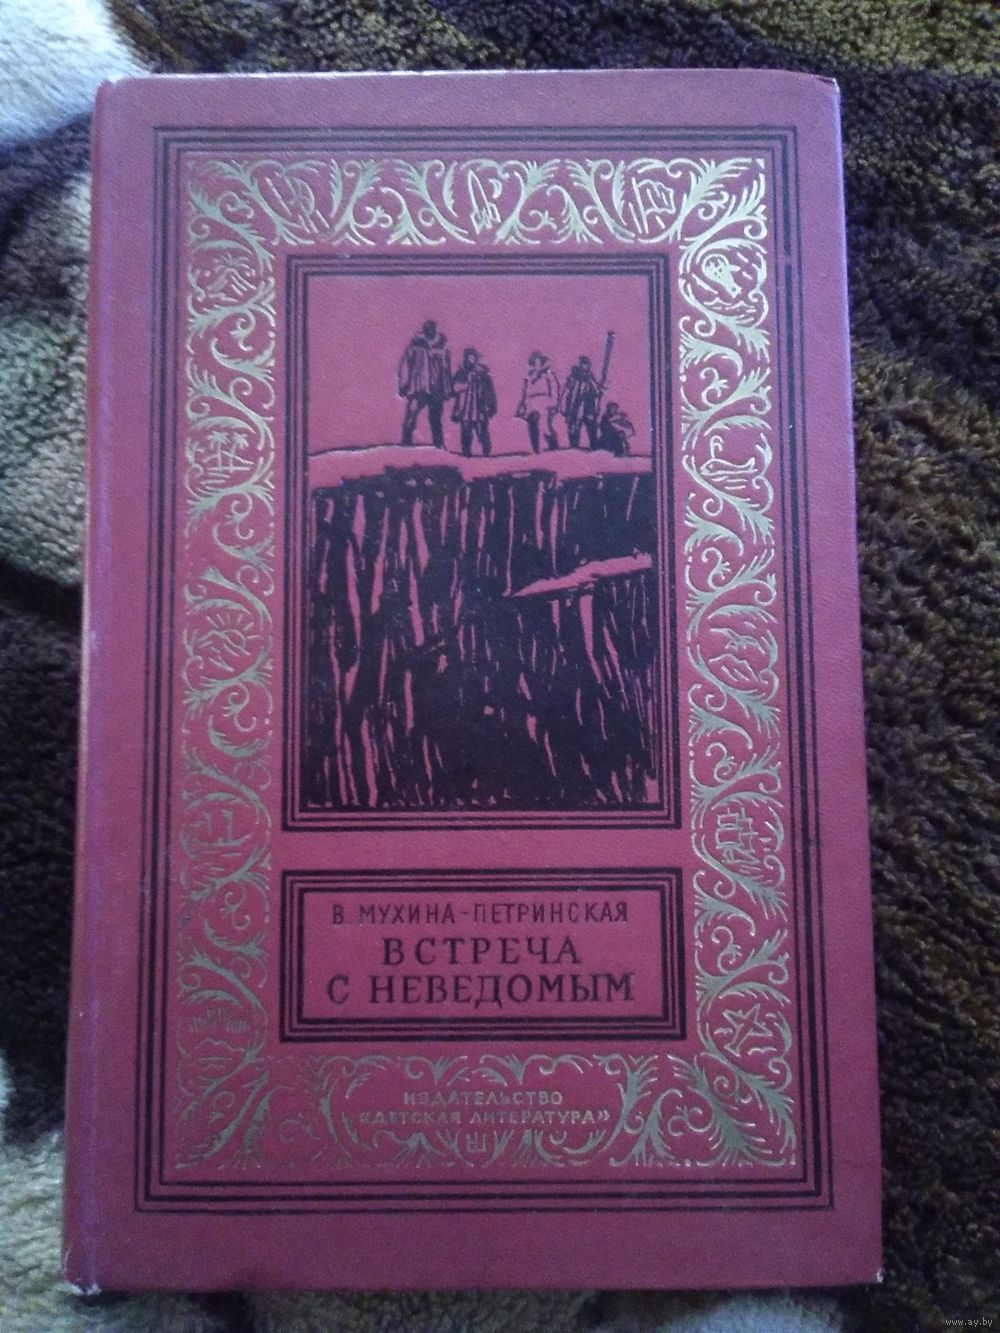 В. МУХИНА-ПЕТРИНСКАЯ
ВСТРЕЧА
С НЕВЕДОМЫМ
ИЗДАТЕЛЬСТВО
«ДЕТСКАЯ ЛИТЕРАТУРА»
www.ay.by